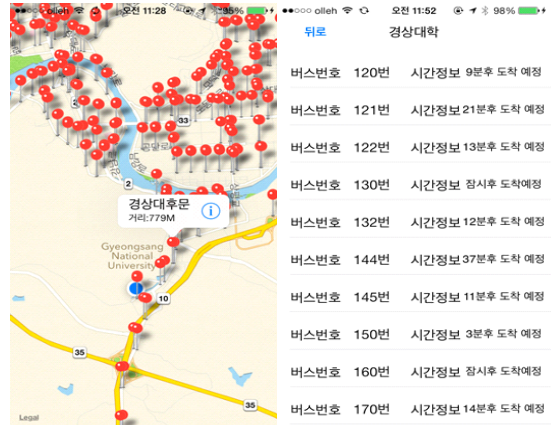 ●●○○○ olleh 오전 11:28 95%
33
공단로
남강로
2
경상대후문
거리:779M
Gyeongsang
National
University
10
35
35
Legal
●●○○○ olleh 오전 11:52 98%
뒤로 경상대학
버스번호 120번 시간정보 9분후 도착 예정
버스번호 121번 시간정보 21분후 도착 예정
버스번호 122번 시간정보 13분후 도착 예정
버스번호 130번 시간정보 잠시후 도착예정
버스번호 132번 시간정보 12분후 도착 예정
버스번호 144번 시간정보 37분후 도착 예정
버스번호 145번 시간정보 11분후 도착 예정
버스번호 150번 시간정보 3분후 도착 예정
버스번호 160번 시간정보 잠시후 도착예정
버스번호 170번 시간정보 14분후 도착 예정